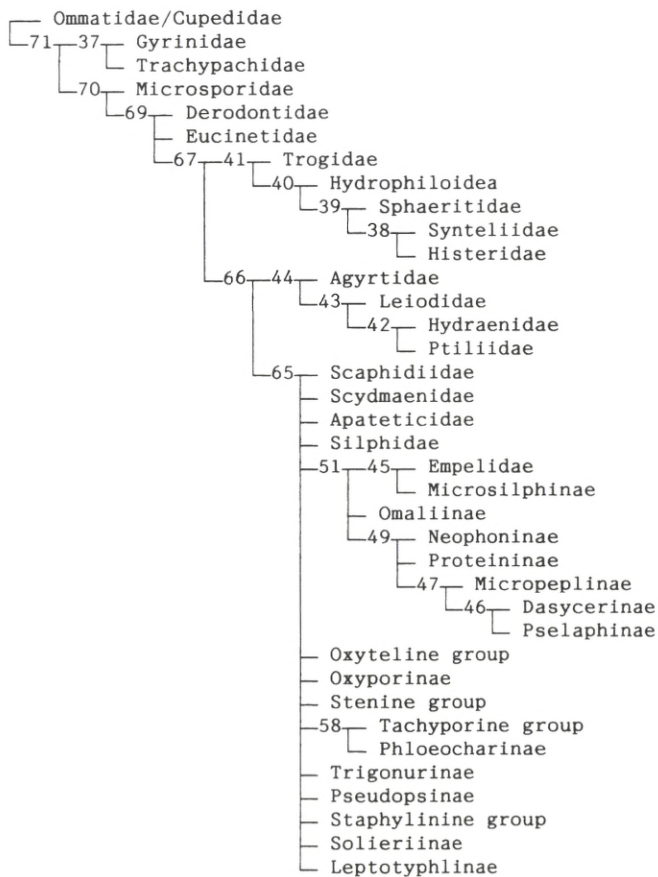 Ommatidae/Cupedidae
71 37 Gyrinidae
Trachypachidae
70 Microsporidae
69 Derodontidae
Eucinetidae
67 41 Trogidae
40 Hydrophiloidea
39 Sphaeritidae
38 Synteliidae
Histeridae
66 44 Agyrtidae
43 Leiodidae
42 Hydraenidae
Ptiliidae
65 Scaphidiidae
Scydmaenidae
Apateticidae
Silphidae
51 45 Empelidae
Microsilphinae
Omaliinae
49 Neophoninae
Proteininae
47 Micropeplinae
46 Dasycerinae
Pselaphinae
Oxyteline group
Oxyporinae
Stenine group
58 Tachyporine group
Phloeocharinae
Trigonurinae
Pseudopsinae
Staphylinine group
Solieriinae
Leptotyphlinae